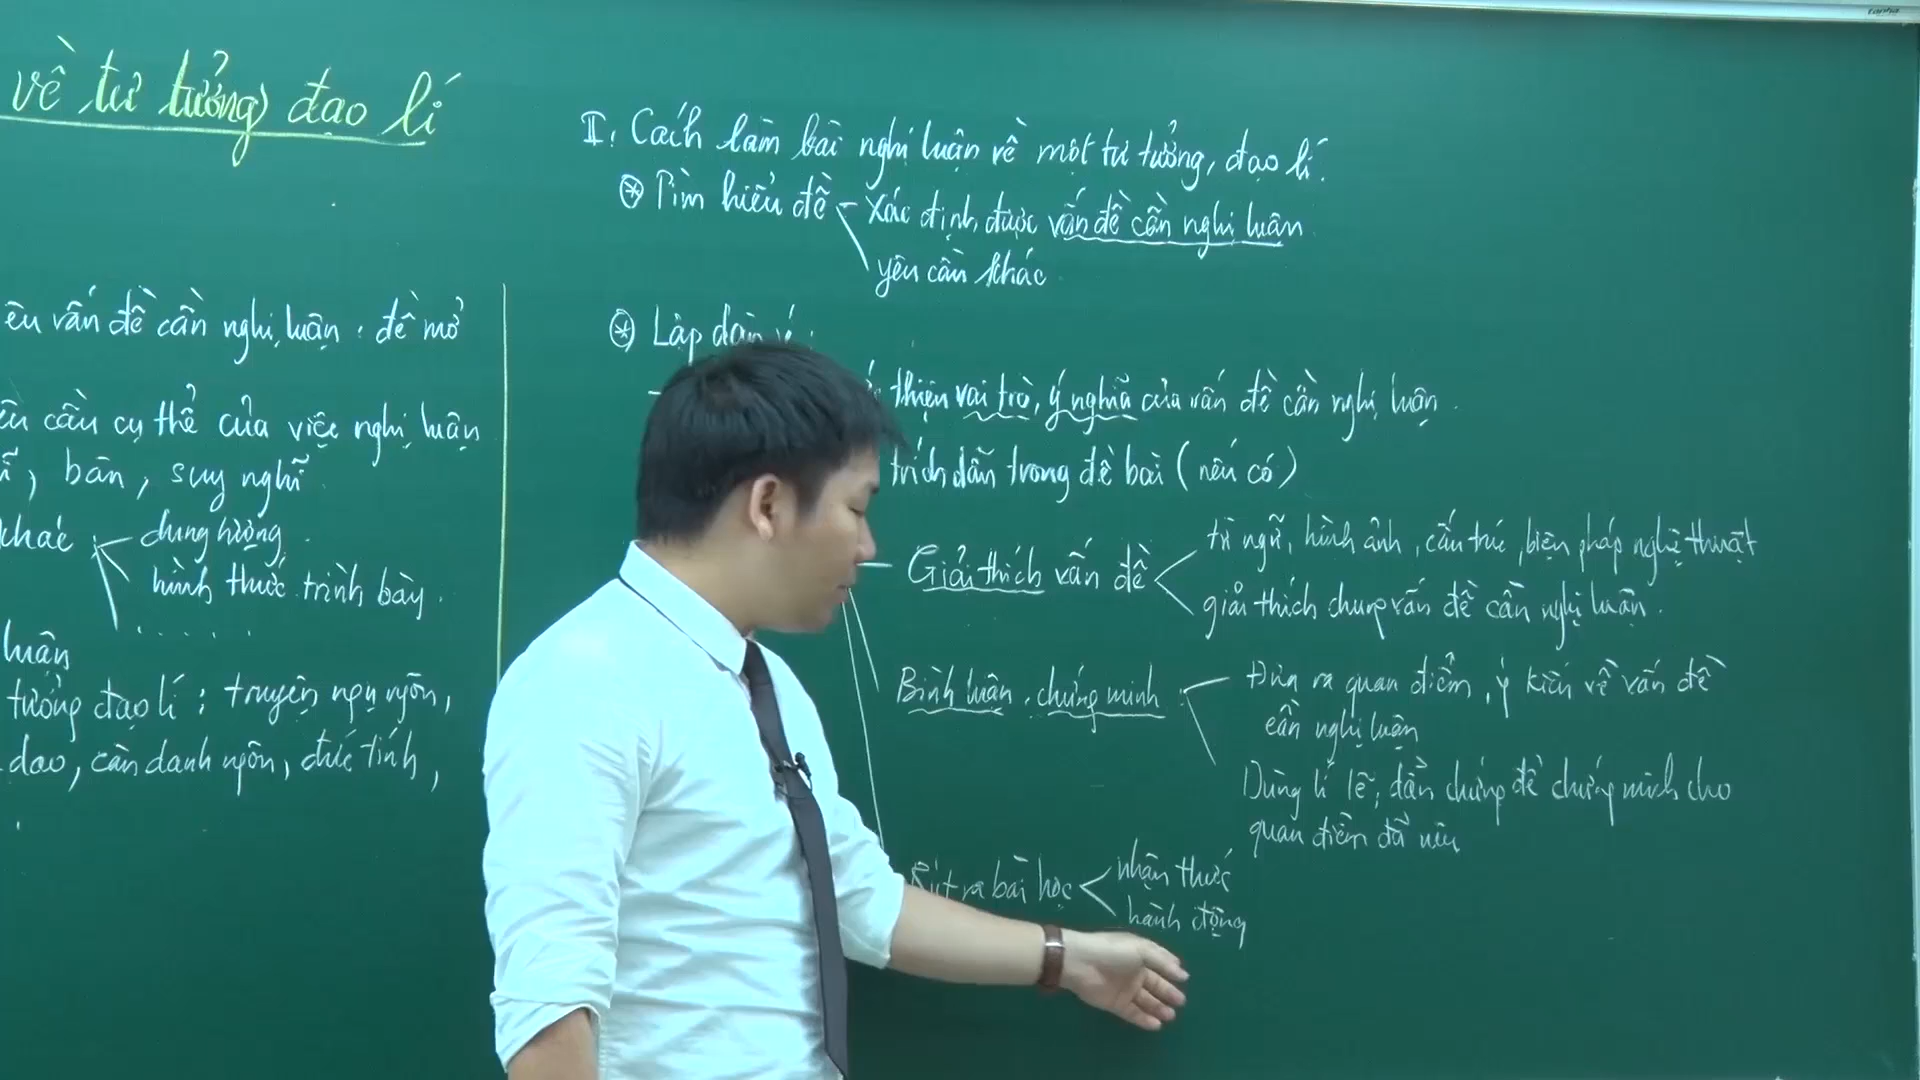 về tư tưởng đạo lí
êu vấn đề cần nghị luận : đề mở
êu cầu cụ thể của việc nghị luận
ĩ, bàn, suy nghĩ
khác
dung lượng.
hình thức trình bày.
......
luận
tưởng đạo lí : truyện ngụ ngôn,
dao, câu danh ngôn, đức tính,
II. Cách làm bài nghị luận về một tư tưởng, đạo lí.
* Tìm hiểu đề
xác định được vấn đề cần nghị luận
yêu cầu khác
* Lập dàn ý :
thiệu vai trò, ý nghĩa của vấn đề cần nghị luận.
trích dẫn trong đề bài (nếu có)
- Giải thích vấn đề
từ ngữ, hình ảnh, cấu trúc, biện pháp nghệ thuật
giải thích chung vấn đề cần nghị luận.
Bình luận, chứng minh :
Đưa ra quan điểm, ý kiến về vấn đề
cần nghị luận
Dùng lí lẽ, dẫn chứng để chứng minh cho
quan điểm đã nêu
Rút ra bài học
nhận thức
hành động